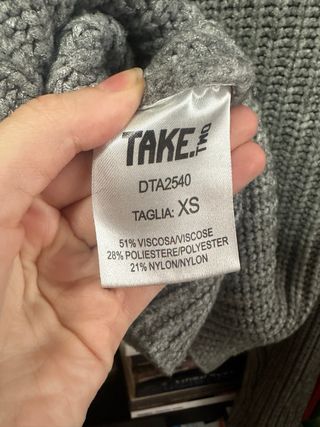 TAKE.TWO
DTA2540
TAGLIA: XS
51% VISCOSA/VISCOSE
28% POLIESTERE/POLYESTER
21% NYLON/NYLON